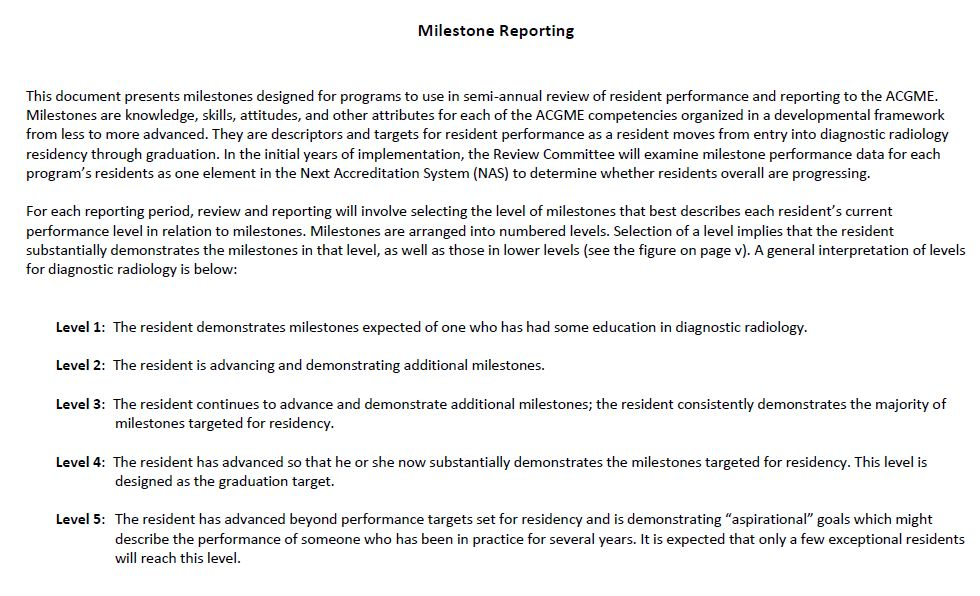 Milestone Reporting
This document presents milestones designed for programs to use in semi-annual review of resident performance and reporting to the ACGME.
Milestones are knowledge, skills, attitudes, and other attributes for each of the ACGME competencies organized in a developmental framework
from less to more advanced. They are descriptors and targets for resident performance as a resident moves from entry into diagnostic radiology
residency through graduation. In the initial years of implementation, the Review Committee will examine milestone performance data for each
program’s residents as one element in the Next Accreditation System (NAS) to determine whether residents overall are progressing.
For each reporting period, review and reporting will involve selecting the level of milestones that best describes each resident’s current
performance level in relation to milestones. Milestones are arranged into numbered levels. Selection of a level implies that the resident
substantially demonstrates the milestones in that level, as well as those in lower levels (see the figure on page v). A general interpretation of levels
for diagnostic radiology is below:
Level 1: The resident demonstrates milestones expected of one who has had some education in diagnostic radiology.
Level 2: The resident is advancing and demonstrating additional milestones.
Level 3: The resident continues to advance and demonstrate additional milestones; the resident consistently demonstrates the majority of
milestones targeted for residency.
Level 4: The resident has advanced so that he or she now substantially demonstrates the milestones targeted for residency. This level is
designed as the graduation target.
Level 5: The resident has advanced beyond performance targets set for residency and is demonstrating “aspirational” goals which might
describe the performance of someone who has been in practice for several years. It is expected that only a few exceptional residents
will reach this level.